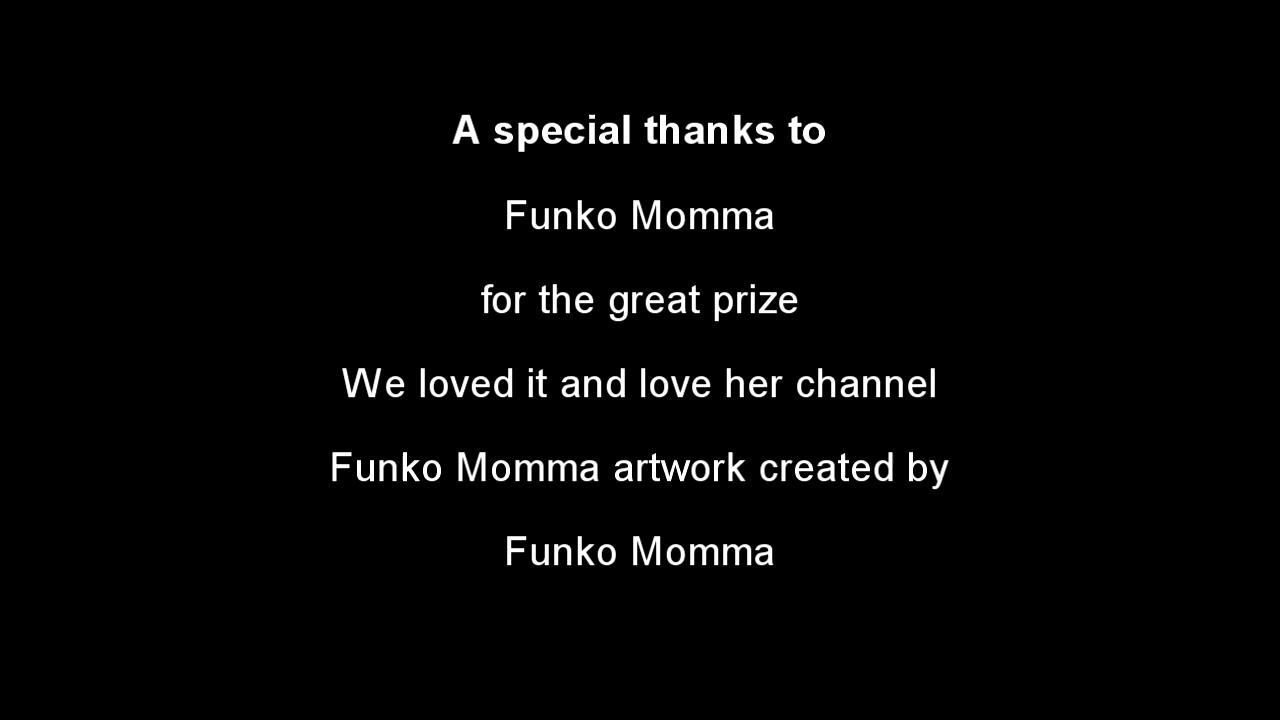 A special thanks to
Funko Momma
for the great prize
We loved it and love her channel
Funko Momma artwork created by
Funko Momma